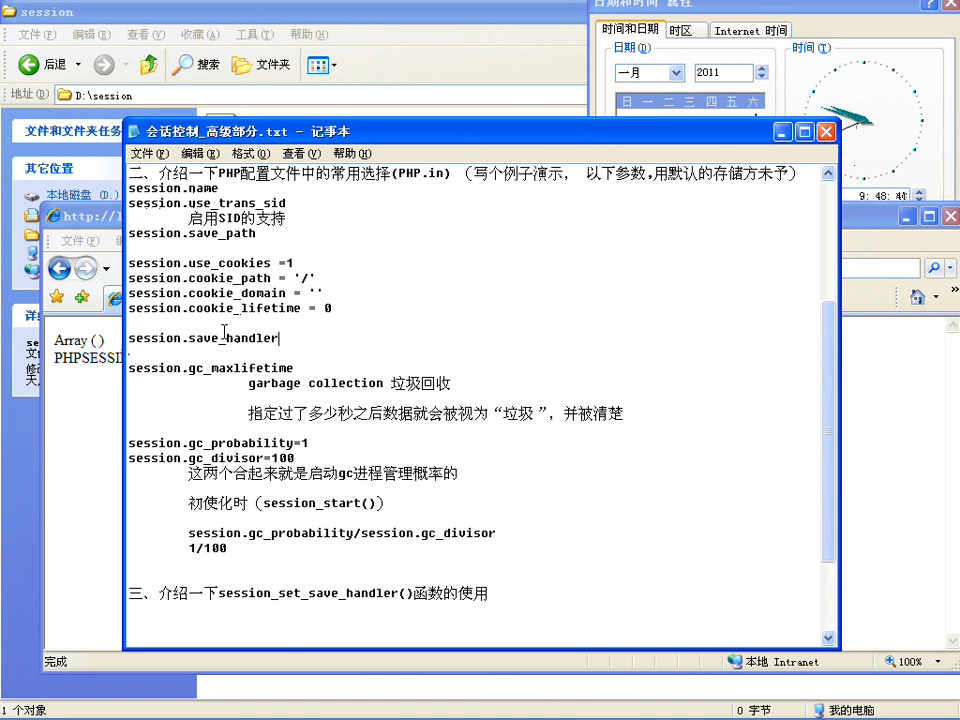 session
文件(F) 编辑(E) 查看(V) 收藏(A) 工具(T) 帮助(H)
后退 搜索 文件夹
地址(D) D:\session
文件和文件夹任务
其它位置
本地磁盘 (D:)
日期和时间 属性
时间和日期 时区 Internet 时间
日期(D) 时间(T)
一月 2011
日 一 二 三 四 五 六
9: 48: 44
会话控制_高级部分.txt - 记事本
文件(F) 编辑(E) 格式(O) 查看(V) 帮助(H)
二、介绍一下PHP配置文件中的常用选择(PHP.in) （写个例子演示， 以下参数,用默认的存储方未予）
session.name
session.use_trans_sid
启用SID的支持
session.save_path
session.use_cookies =1
session.cookie_path = '/'
session.cookie_domain = ''
session.cookie_lifetime = 0
session.save_handler
session.gc_maxlifetime
garbage collection 垃圾回收
指定过了多少秒之后数据就会被视为“垃圾 ”，并被清楚
session.gc_probability=1
session.gc_divisor=100
这两个合起来就是启动gc进程管理概率的
初使化时（session_start()）
session.gc_probability/session.gc_divisor
1/100
三、介绍一下session_set_save_handler()函数的使用
http://l
文件(F)
Array ()
PHPSESSID
完成 本地 Intranet 100%
1 个对象 0 字节 我的电脑